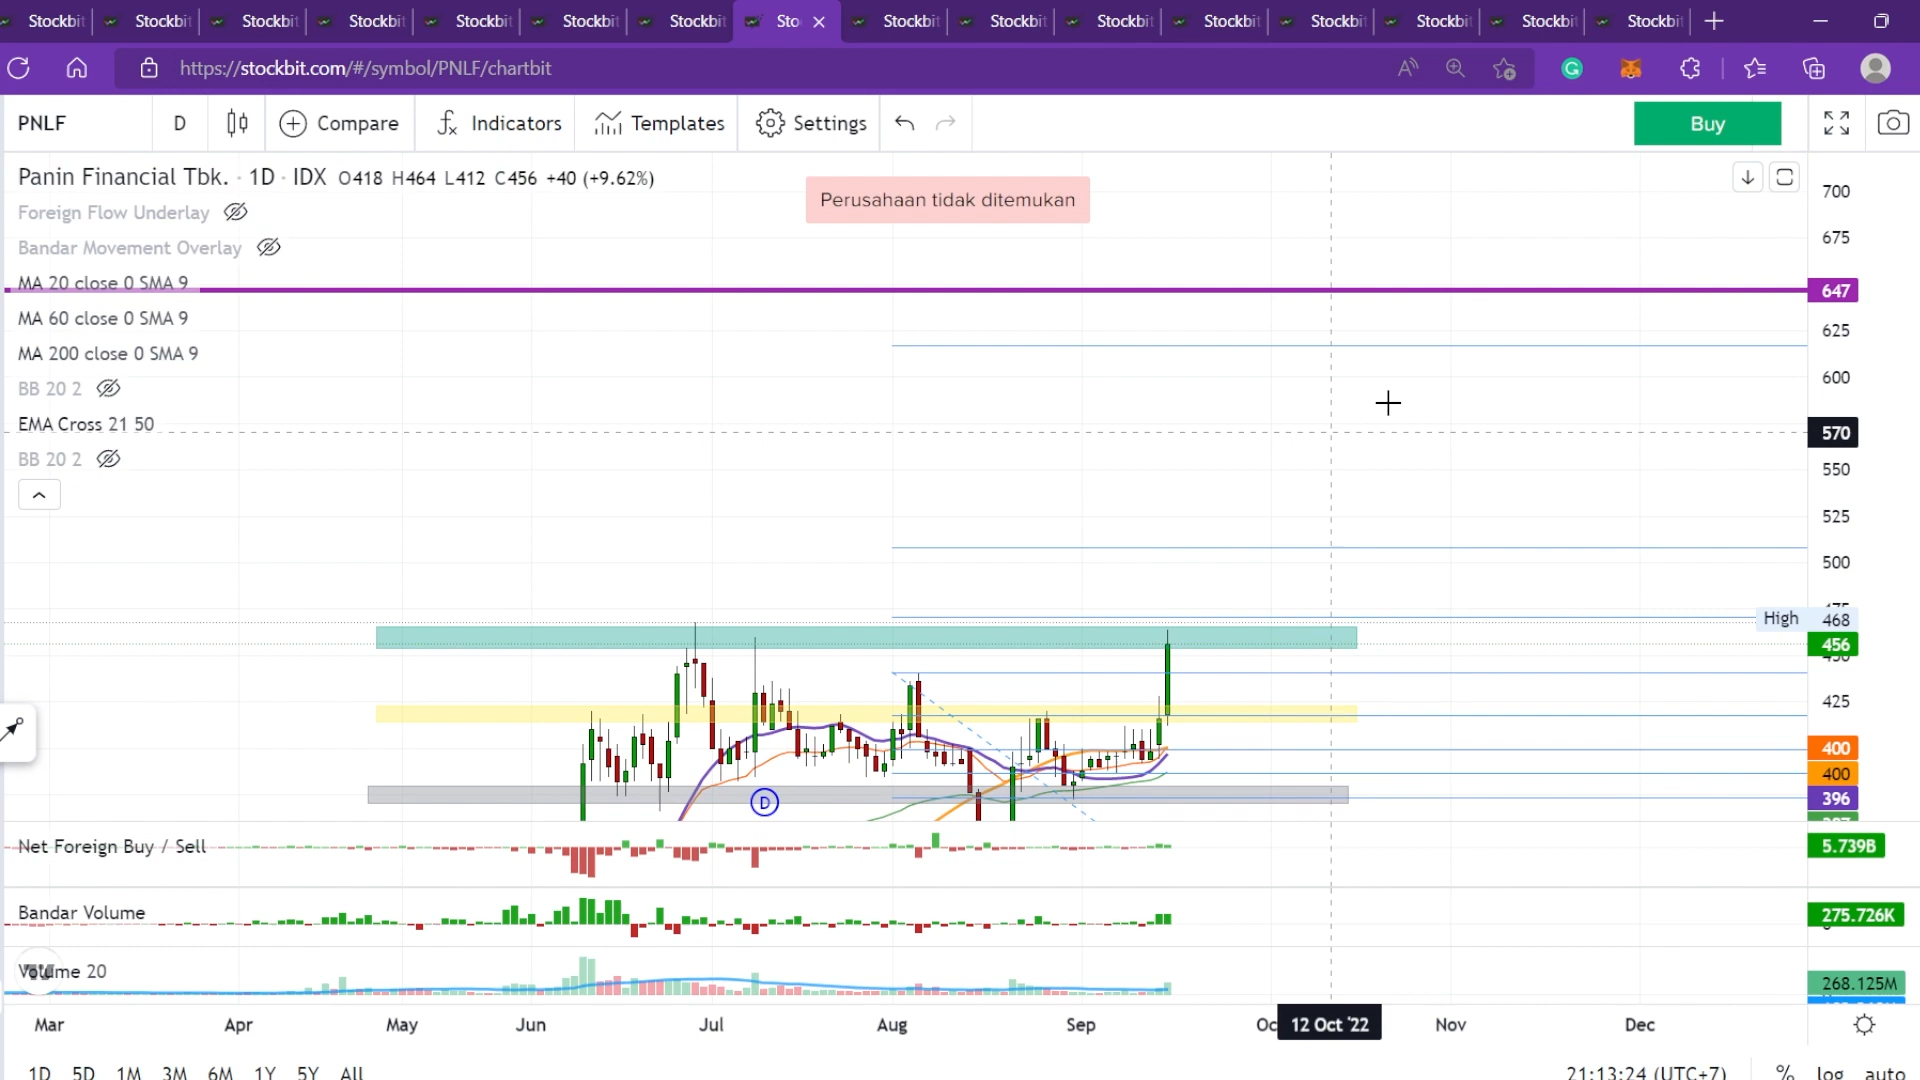 Stockbit Stockbit Stockbit Stockbit Stockbit Stockbit Stockbit Sto Stockbit Stockbit Stockbit Stockbit Stockbit Stockbit Stockbit Stockbit
https://stockbit.com/#/symbol/PNLF/chartbit
PNLF D Compare Indicators Templates Settings Buy
Panin Financial Tbk. · 1D · IDX O418 H464 L412 C456 +40 (+9.62%)
Perusahaan tidak ditemukan
Foreign Flow Underlay
Bandar Movement Overlay
MA 20 close 0 SMA 9
MA 60 close 0 SMA 9
MA 200 close 0 SMA 9
BB 20 2
EMA Cross 21 50
BB 20 2
700
675
647
625
600
570
550
525
500
475
High 468
456
450
425
400
400
396
D
Net Foreign Buy / Sell 5.739B
Bandar Volume 275.726K
Volume 20 268.125M
Mar Apr May Jun Jul Aug Sep Oc 12 Oct '22 Nov Dec
1D 5D 1M 3M 6M 1Y 5Y All 21:13:24 (UTC+7) % log auto